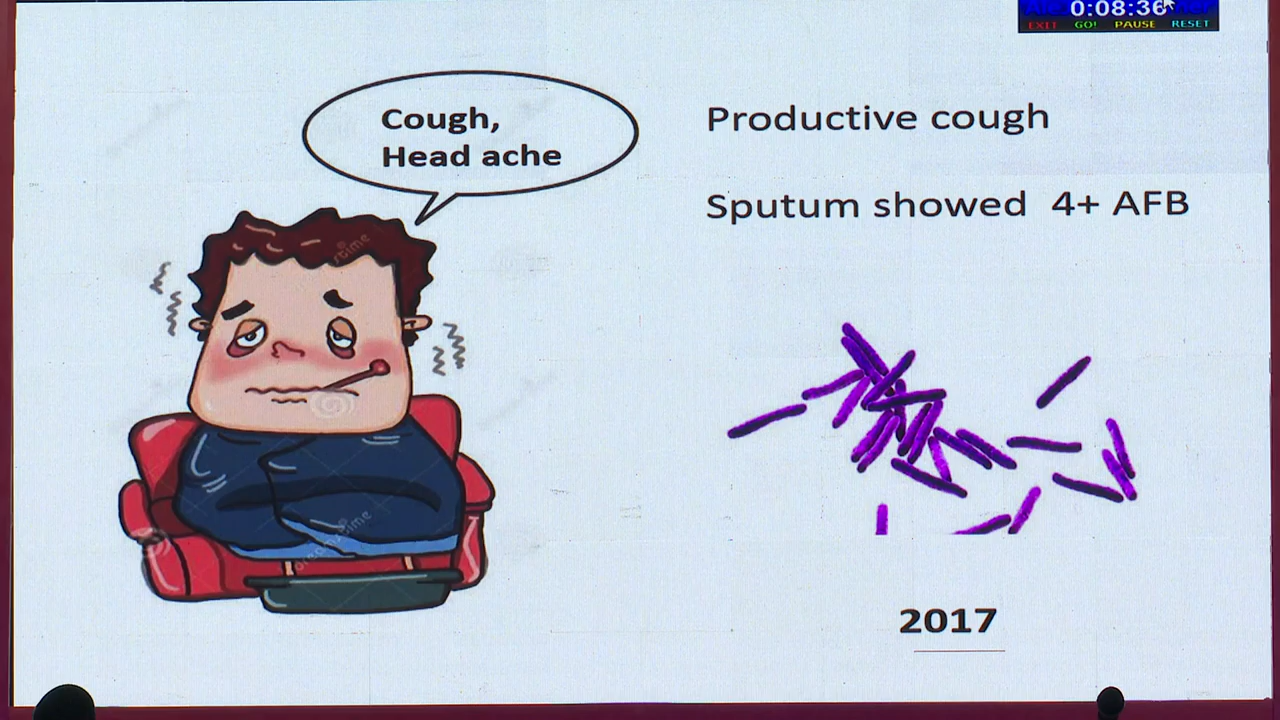 0:08:36
EXIT GO! PAUSE RESET
Cough,
Head ache
Productive cough
Sputum showed 4+ AFB
2017